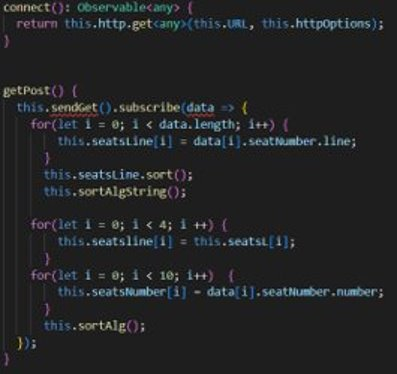 connect(): Observable<any> {
return this.http.get<any>(this.URL, this.httpOptions);
}
getPost() {
this.sendGet().subscribe(data => {
for(let i = 0; i < data.length; i++) {
this.seatsLine[i] = data[i].seatNumber.line;
}
this.seatsLine.sort();
this.sortAlgString();
for(let i = 0; i < 4; i ++) {
this.seatsline[i] = this.seatsL[i];
}
for(let i = 0; i < 10; i++)  {
this.seatsNumber[i] = data[i].seatNumber.number;
}
this.sortAlg();
});
}